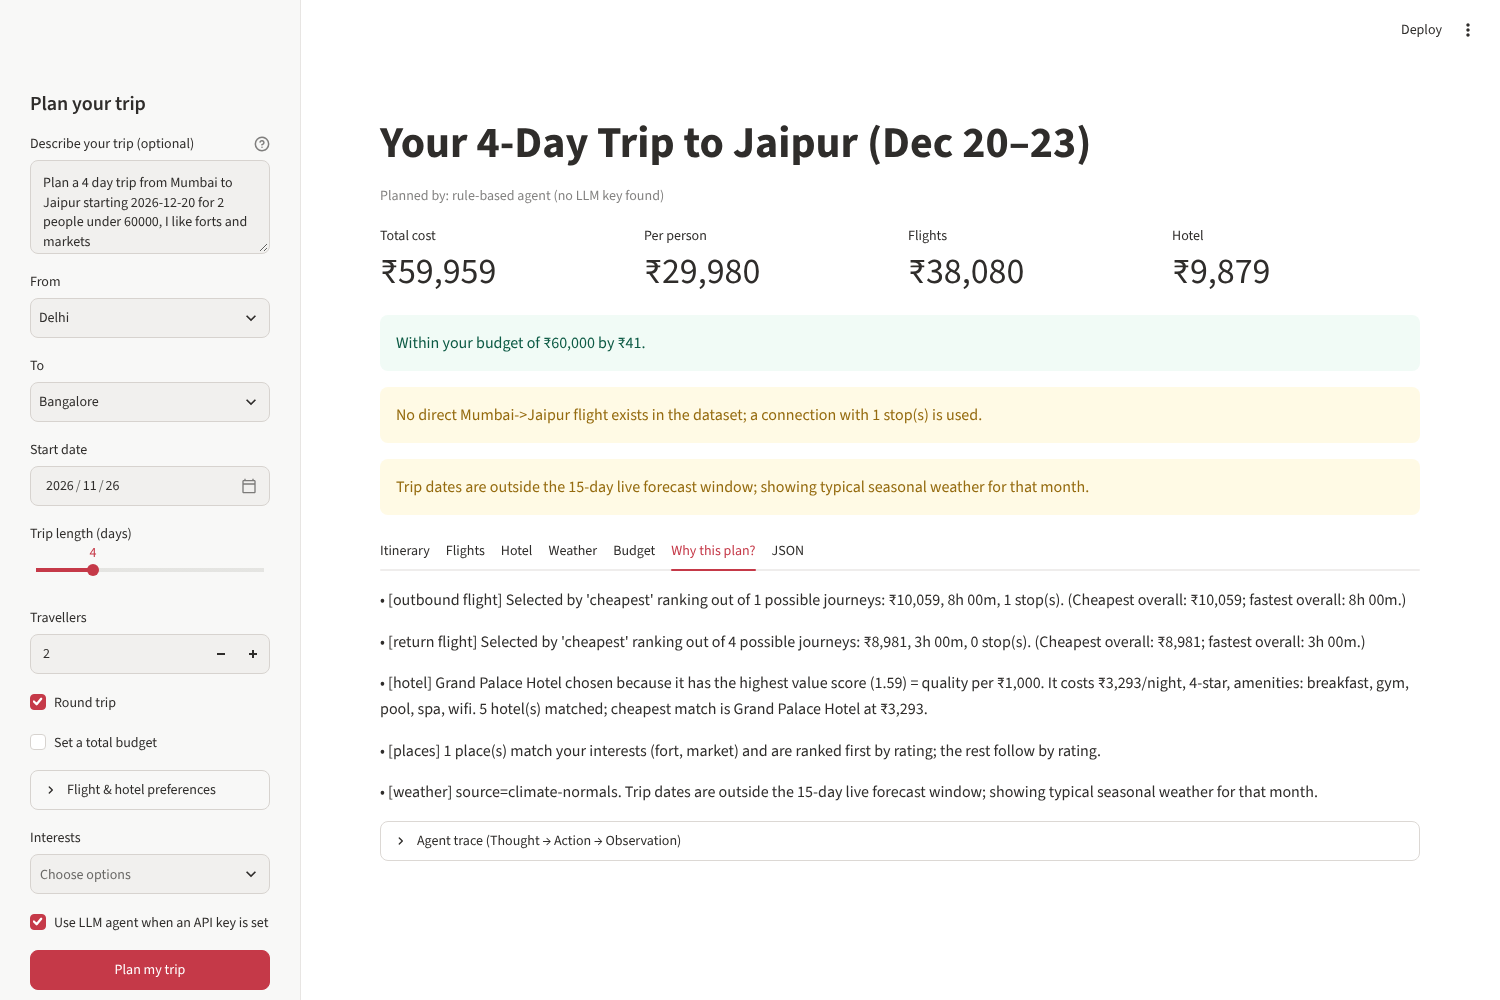 Deploy
Plan your trip
Describe your trip (optional)
Plan a 4 day trip from Mumbai to
Jaipur starting 2026-12-20 for 2
people under 60000, I like forts and
markets
From
Delhi
To
Bangalore
Start date
2026 / 11 / 26
Trip length (days)
4
Travellers
2
Round trip
Set a total budget
Flight & hotel preferences
Interests
Choose options
Use LLM agent when an API key is set
Plan my trip
Your 4-Day Trip to Jaipur (Dec 20–23)
Planned by: rule-based agent (no LLM key found)
Total cost
₹59,959
Per person
₹29,980
Flights
₹38,080
Hotel
₹9,879
Within your budget of ₹60,000 by ₹41.
No direct Mumbai->Jaipur flight exists in the dataset; a connection with 1 stop(s) is used.
Trip dates are outside the 15-day live forecast window; showing typical seasonal weather for that month.
Itinerary Flights Hotel Weather Budget Why this plan? JSON
• [outbound flight] Selected by 'cheapest' ranking out of 1 possible journeys: ₹10,059, 8h 00m, 1 stop(s). (Cheapest overall: ₹10,059; fastest overall: 8h 00m.)
• [return flight] Selected by 'cheapest' ranking out of 4 possible journeys: ₹8,981, 3h 00m, 0 stop(s). (Cheapest overall: ₹8,981; fastest overall: 3h 00m.)
• [hotel] Grand Palace Hotel chosen because it has the highest value score (1.59) = quality per ₹1,000. It costs ₹3,293/night, 4-star, amenities: breakfast, gym,
pool, spa, wifi. 5 hotel(s) matched; cheapest match is Grand Palace Hotel at ₹3,293.
• [places] 1 place(s) match your interests (fort, market) and are ranked first by rating; the rest follow by rating.
• [weather] source=climate-normals. Trip dates are outside the 15-day live forecast window; showing typical seasonal weather for that month.
Agent trace (Thought → Action → Observation)